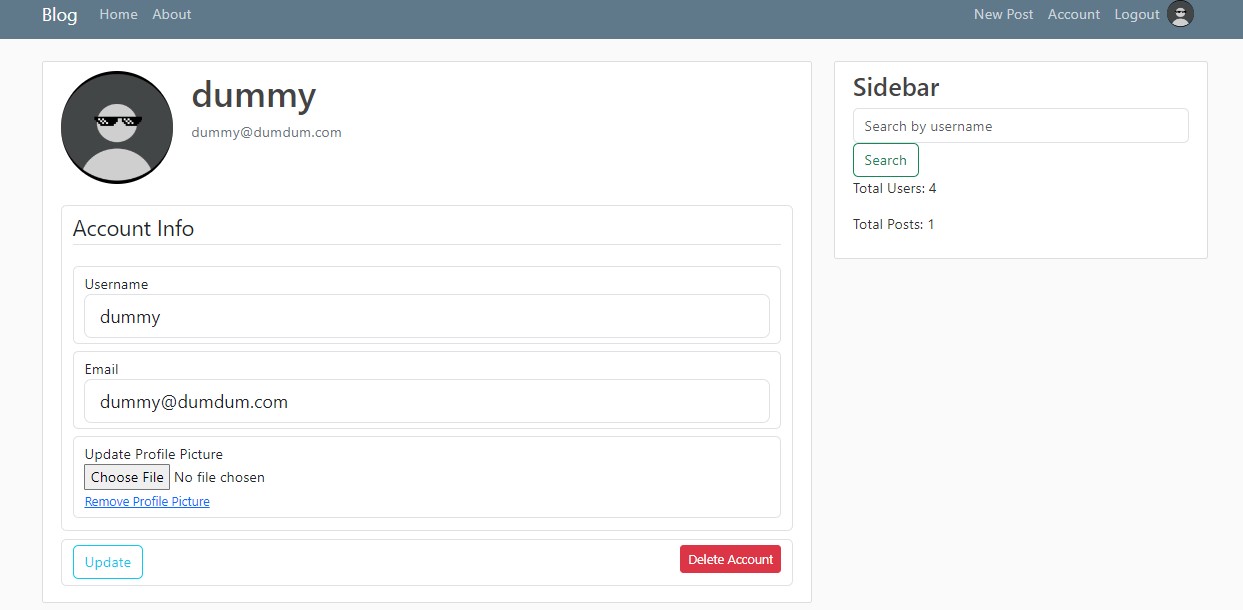 Blog Home About New Post Account Logout
dummy
dummy@dumdum.com
Account Info
Username
dummy
Email
dummy@dumdum.com
Update Profile Picture
Choose File No file chosen
Remove Profile Picture
Update Delete Account
Sidebar
Search by username
Search
Total Users: 4
Total Posts: 1